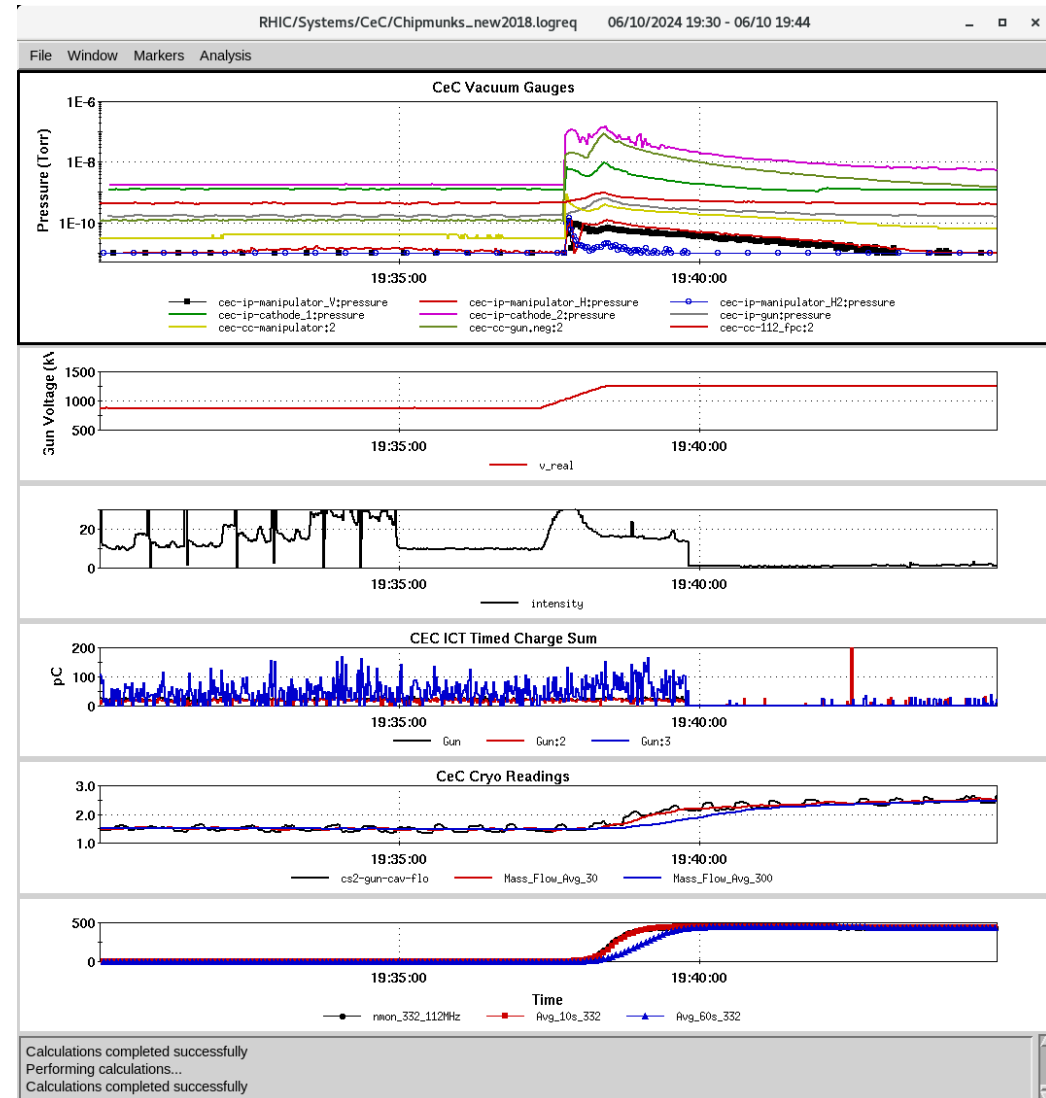 RHIC/Systems/CeC/Chipmunks_new2018.logreq 06/10/2024 19:30 - 06/10 19:44
File Window Markers Analysis
CeC Vacuum Gauges
Pressure (Torr)
1E-6
1E-8
1E-10
19:35:00 19:40:00
cec-ip-manipulator_V:pressure cec-ip-manipulator_H:pressure cec-ip-manipulator_H2:pressure
cec-ip-cathode_1:pressure cec-ip-cathode_2:pressure cec-ip-gun:pressure
cec-cc-manipulator:2 cec-cc-gun.neg:2 cec-cc-112_fpc:2
Gun Voltage (kV
1500
1000
500
19:35:00 19:40:00
v_real
20
0
19:35:00 19:40:00
intensity
CEC ICT Timed Charge Sum
pC
200
100
0
19:35:00 19:40:00
Gun Gun:2 Gun:3
CeC Cryo Readings
3.0
2.0
1.0
19:35:00 19:40:00
cs2-gun-cav-flo Mass_Flow_Avg_30 Mass_Flow_Avg_300
500
0
19:35:00 19:40:00
Time
nmon_332_112MHz Avg_10s_332 Avg_60s_332
Calculations completed successfully
Performing calculations...
Calculations completed successfully